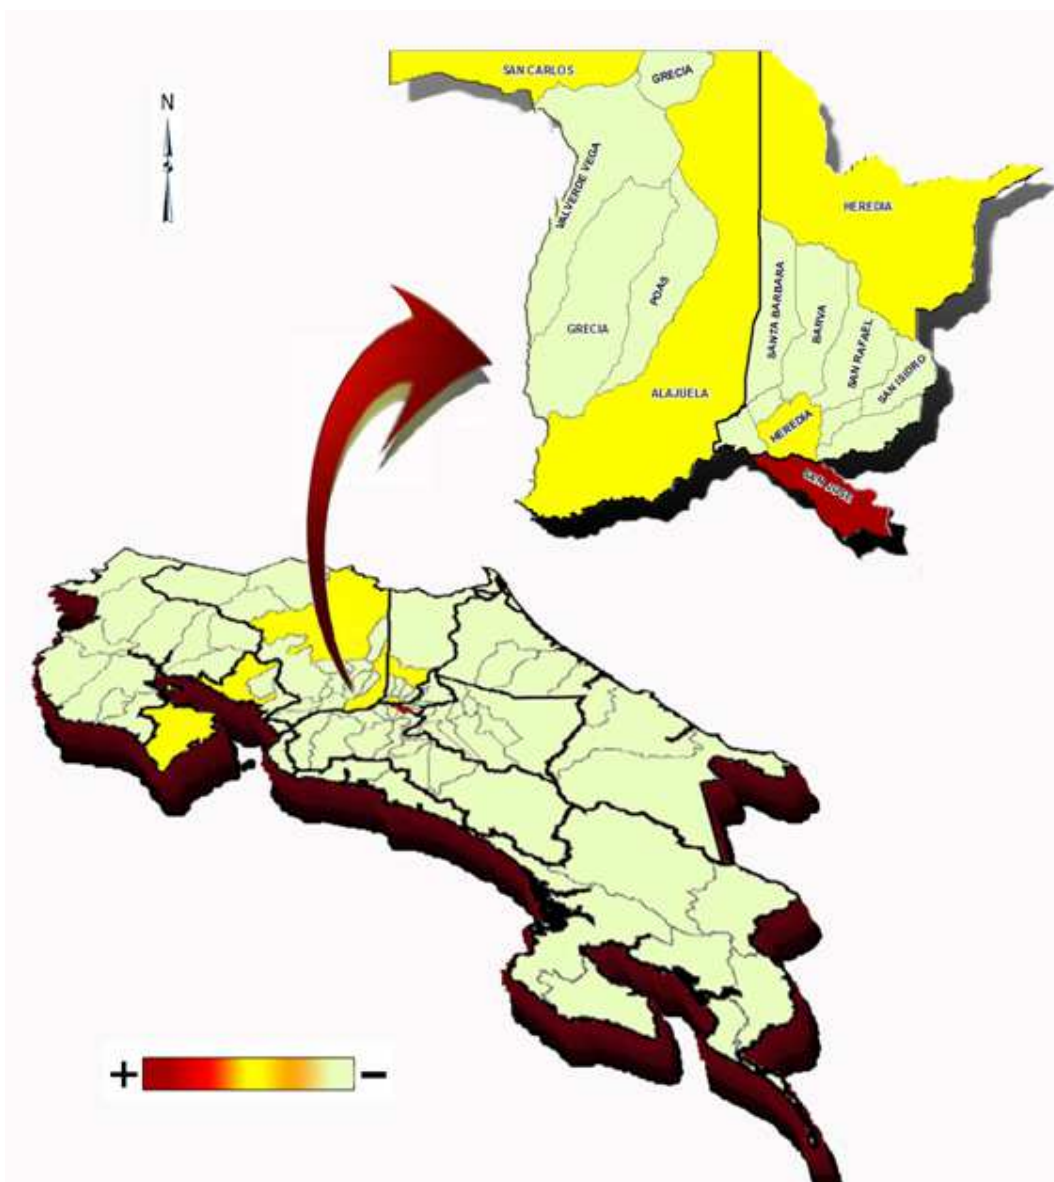 N
SAN CARLOS
GRECIA
VALVERDE VEGA
HEREDIA
POAS
SANTA BARBARA
BARVA
SAN RAFAEL
SAN ISIDRO
GRECIA
ALAJUELA
HEREDIA
SAN JOSE
+ −